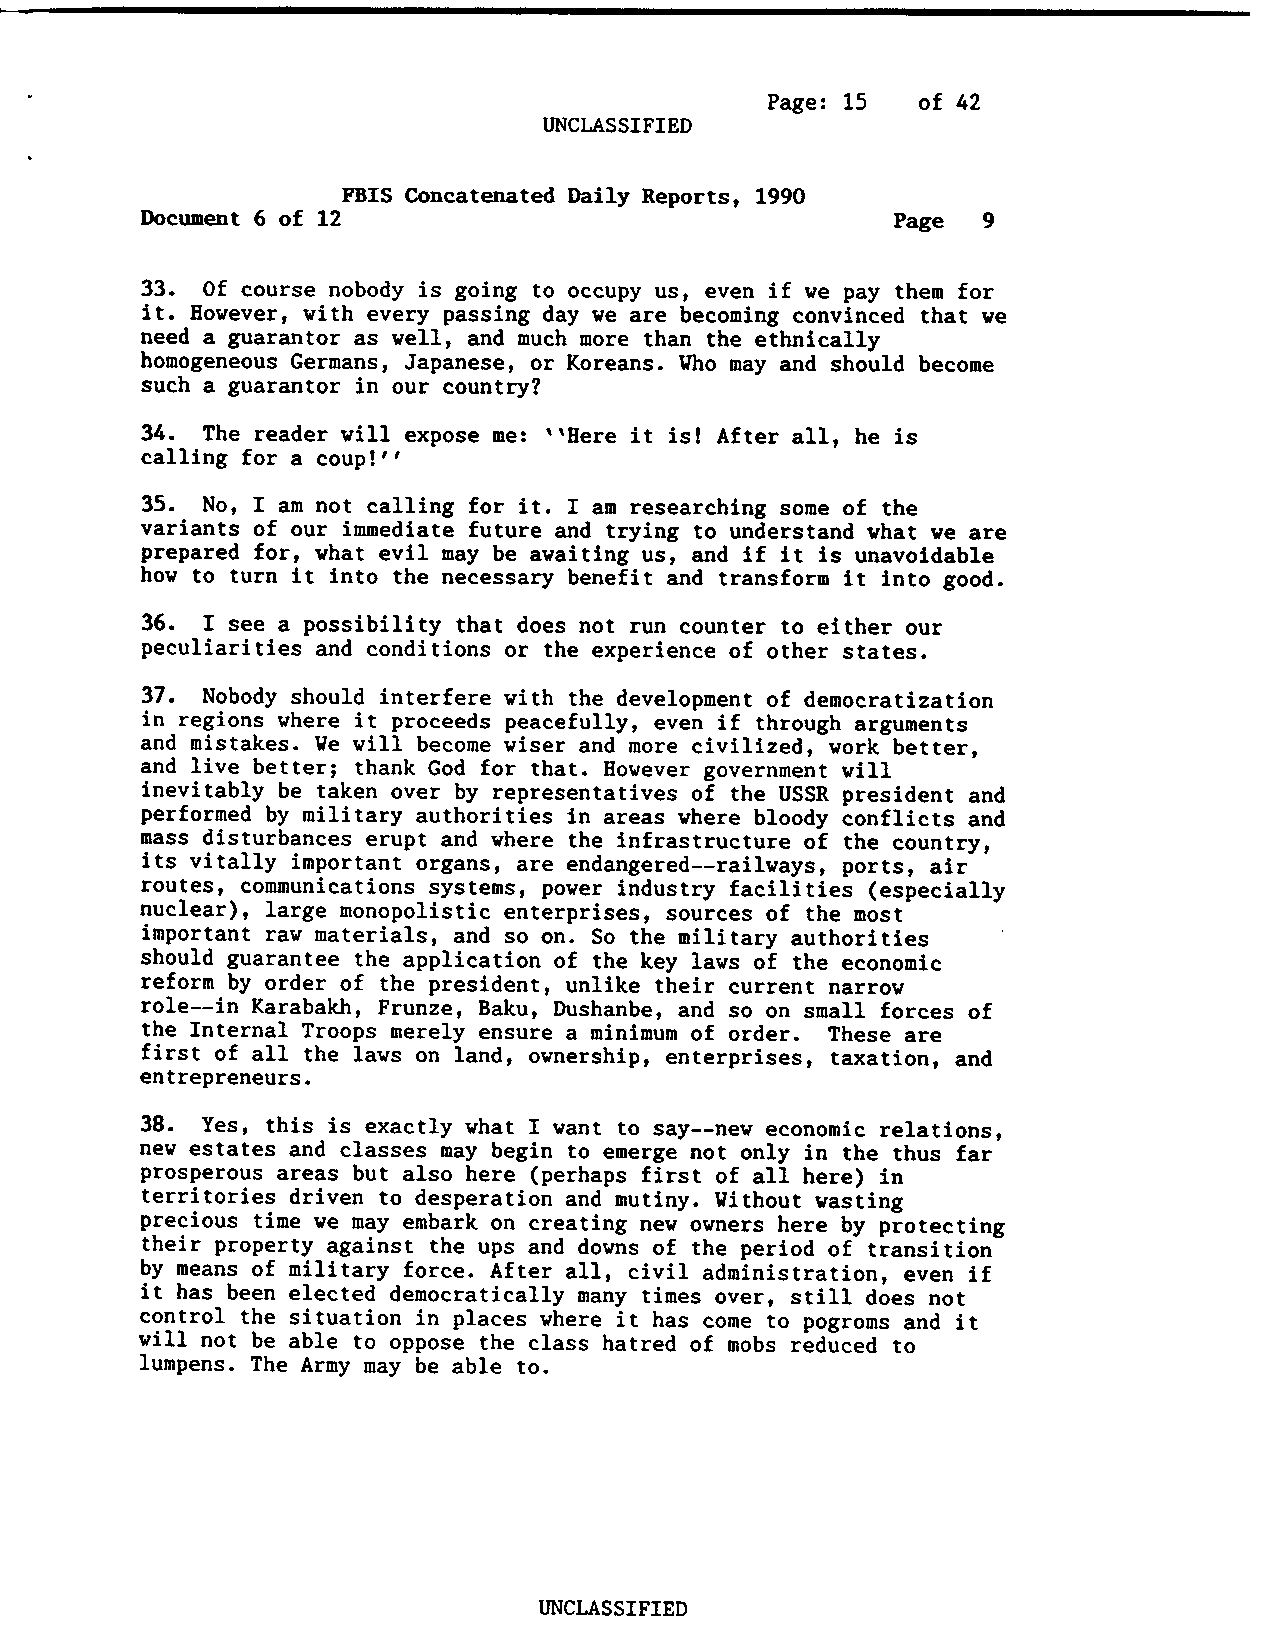 Page: 15 of 42
UNCLASSIFIED
FBIS Concatenated Daily Reports, 1990
Document 6 of 12 Page 9
33. Of course nobody is going to occupy us, even if we pay them for
it. However, with every passing day we are becoming convinced that we
need a guarantor as well, and much more than the ethnically
homogeneous Germans, Japanese, or Koreans. Who may and should become
such a guarantor in our country?
34. The reader will expose me: ``Here it is! After all, he is
calling for a coup!''
35. No, I am not calling for it. I am researching some of the
variants of our immediate future and trying to understand what we are
prepared for, what evil may be awaiting us, and if it is unavoidable
how to turn it into the necessary benefit and transform it into good.
36. I see a possibility that does not run counter to either our
peculiarities and conditions or the experience of other states.
37. Nobody should interfere with the development of democratization
in regions where it proceeds peacefully, even if through arguments
and mistakes. We will become wiser and more civilized, work better,
and live better; thank God for that. However government will
inevitably be taken over by representatives of the USSR president and
performed by military authorities in areas where bloody conflicts and
mass disturbances erupt and where the infrastructure of the country,
its vitally important organs, are endangered--railways, ports, air
routes, communications systems, power industry facilities (especially
nuclear), large monopolistic enterprises, sources of the most
important raw materials, and so on. So the military authorities
should guarantee the application of the key laws of the economic
reform by order of the president, unlike their current narrow
role--in Karabakh, Frunze, Baku, Dushanbe, and so on small forces of
the Internal Troops merely ensure a minimum of order. These are
first of all the laws on land, ownership, enterprises, taxation, and
entrepreneurs.
38. Yes, this is exactly what I want to say--new economic relations,
new estates and classes may begin to emerge not only in the thus far
prosperous areas but also here (perhaps first of all here) in
territories driven to desperation and mutiny. Without wasting
precious time we may embark on creating new owners here by protecting
their property against the ups and downs of the period of transition
by means of military force. After all, civil administration, even if
it has been elected democratically many times over, still does not
control the situation in places where it has come to pogroms and it
will not be able to oppose the class hatred of mobs reduced to
lumpens. The Army may be able to.
UNCLASSIFIED